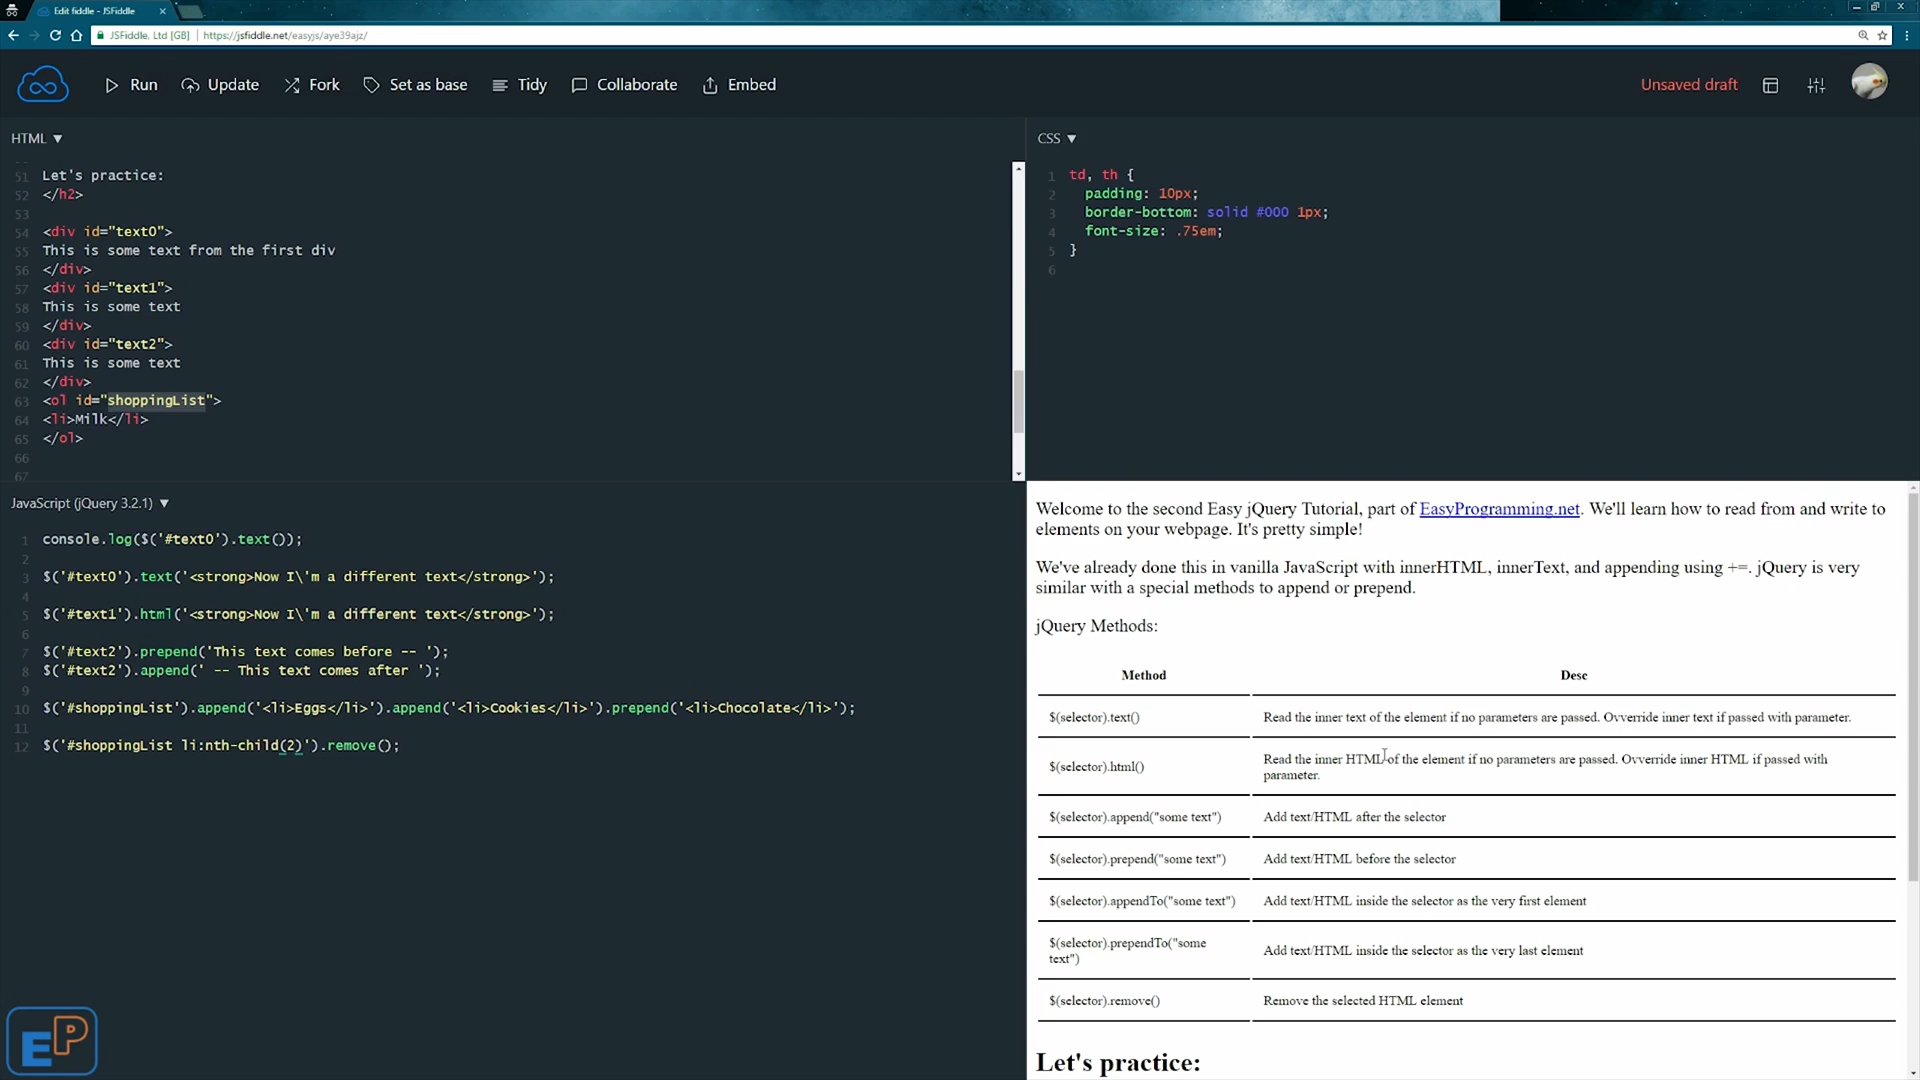 Edit fiddle - JSFiddle
JSFiddle, Ltd [GB] https://jsfiddle.net/easyjs/aye39ajz/
Run Update Fork Set as base Tidy Collaborate Embed Unsaved draft
HTML ▼
51 Let's practice:
52 </h2>
53
54 <div id="text0">
55 This is some text from the first div
56 </div>
57 <div id="text1">
58 This is some text
59 </div>
60 <div id="text2">
61 This is some text
62 </div>
63 <ol id="shoppingList">
64 <li>Milk</li>
65 </ol>
66
67
CSS ▼
1 td, th {
2 padding: 10px;
3 border-bottom: solid #000 1px;
4 font-size: .75em;
5 }
6
JavaScript (jQuery 3.2.1) ▼
1 console.log($('#text0').text());
2
3 $('#text0').text('<strong>Now I\'m a different text</strong>');
4
5 $('#text1').html('<strong>Now I\'m a different text</strong>');
6
7 $('#text2').prepend('This text comes before -- ');
8 $('#text2').append(' -- This text comes after ');
9
10 $('#shoppingList').append('<li>Eggs</li>').append('<li>Cookies</li>').prepend('<li>Chocolate</li>');
11
12 $('#shoppingList li:nth-child(2)').remove();
Welcome to the second Easy jQuery Tutorial, part of EasyProgramming.net. We'll learn how to read from and write to
elements on your webpage. It's pretty simple!
We've already done this in vanilla JavaScript with innerHTML, innerText, and appending using +=. jQuery is very
similar with a special methods to append or prepend.
jQuery Methods:
Method Desc
$(selector).text() Read the inner text of the element if no parameters are passed. Ovverride inner text if passed with parameter.
$(selector).html() Read the inner HTML of the element if no parameters are passed. Ovverride inner HTML if passed with
parameter.
$(selector).append("some text") Add text/HTML after the selector
$(selector).prepend("some text") Add text/HTML before the selector
$(selector).appendTo("some text") Add text/HTML inside the selector as the very first element
$(selector).prependTo("some
text") Add text/HTML inside the selector as the very last element
$(selector).remove() Remove the selected HTML element
Let's practice:
EP